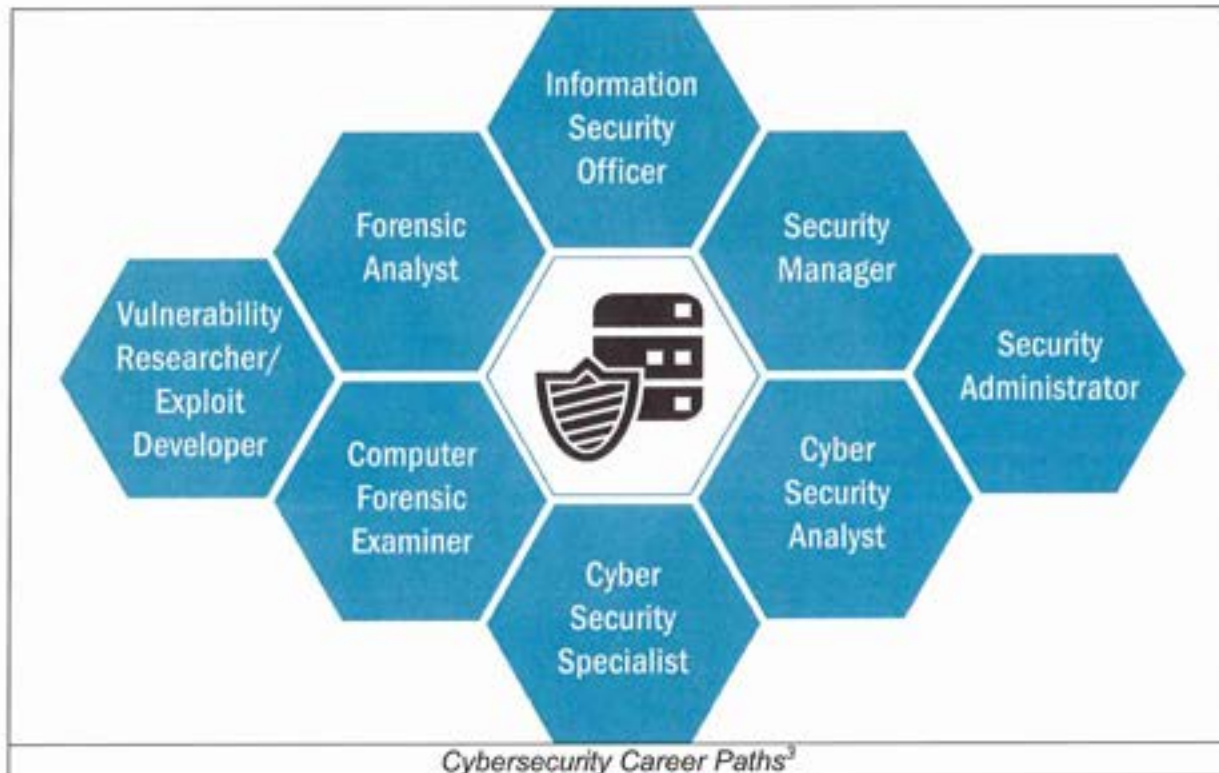 Information
Security
Officer
Forensic
Analyst
Security
Manager
Vulnerability
Researcher/
Exploit
Developer
Security
Administrator
Computer
Forensic
Examiner
Cyber
Security
Analyst
Cyber
Security
Specialist
Cybersecurity Career Paths³